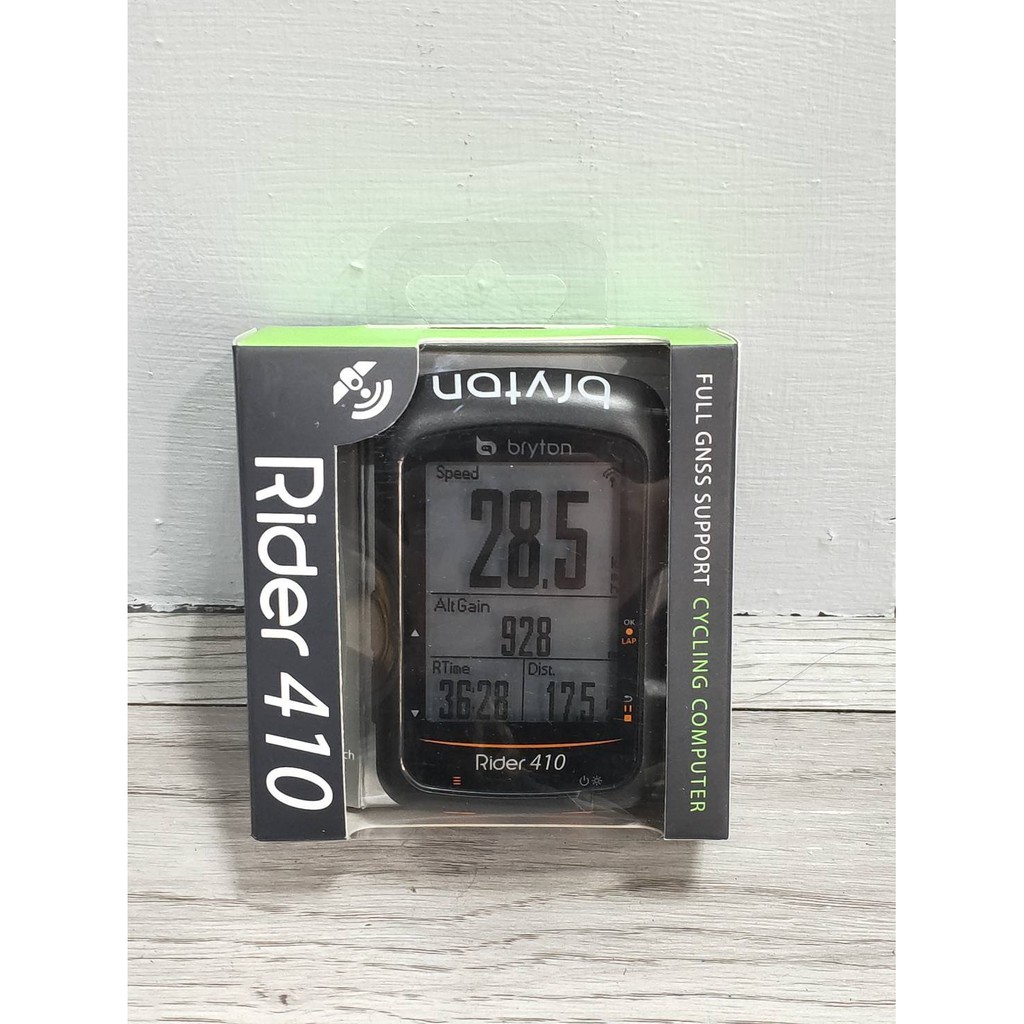 Rider 410
bryton
bryton
Speed
28.5
AltGain
928
RTime
36:28
Dist.
17.5
OK
LAP
Rider 410
ch
FULL GNSS SUPPORT CYCLING COMPUTER